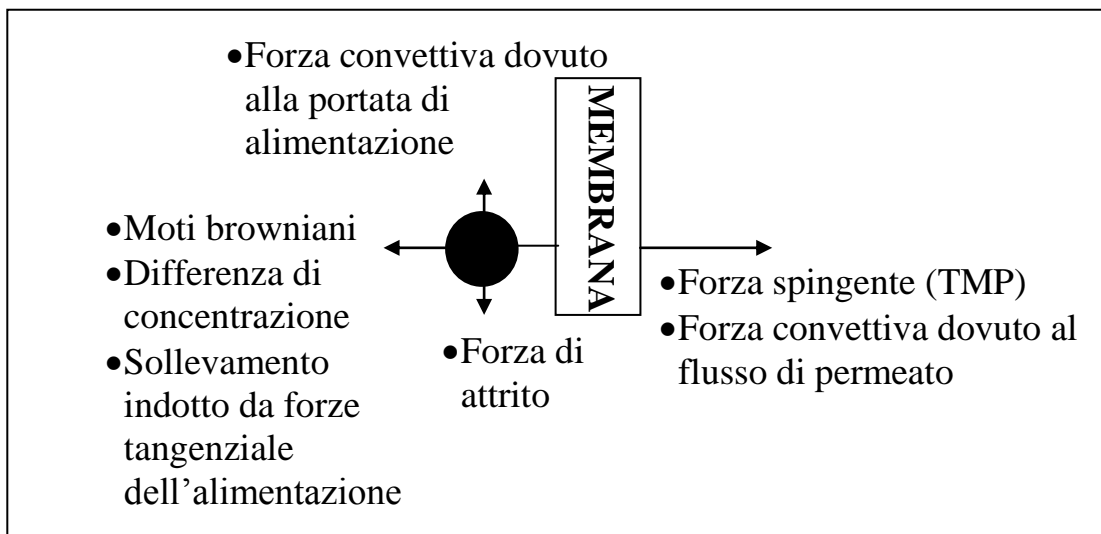 •Forza convettiva dovuto
alla portata di
alimentazione
MEMBRANA
•Moti browniani
•Differenza di
concentrazione
•Sollevamento
indotto da forze
tangenziale
dell’alimentazione
•Forza di
attrito
•Forza spingente (TMP)
•Forza convettiva dovuto al
flusso di permeato